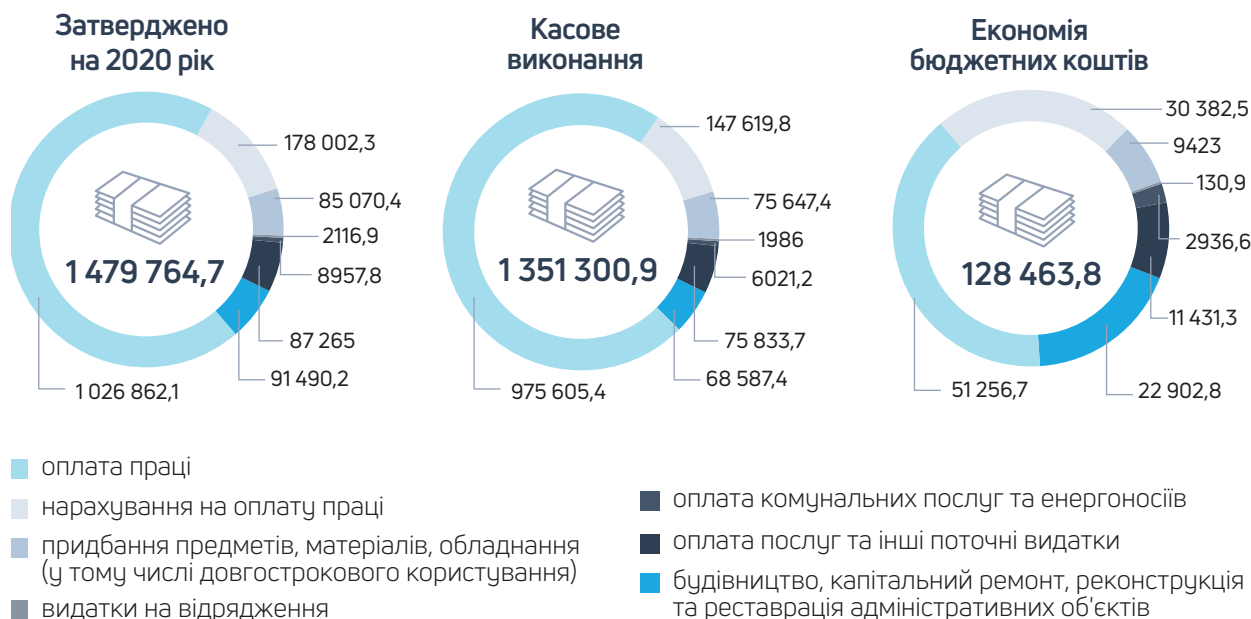 Затверджено
на 2020 рік
178 002,3
85 070,4
2116,9
8957,8
87 265
91 490,2
1 026 862,1
1 479 764,7
Касове
виконання
147 619,8
75 647,4
1986
6021,2
75 833,7
68 587,4
975 605,4
1 351 300,9
Економія
бюджетних коштів
30 382,5
9423
130,9
2936,6
11 431,3
22 902,8
51 256,7
128 463,8
оплата праці
нарахування на оплату праці
придбання предметів, матеріалів, обладнання
(у тому числі довгострокового користування)
видатки на відрядження
оплата комунальних послуг та енергоносіїв
оплата послуг та інші поточні видатки
будівництво, капітальний ремонт, реконструкція
та реставрація адміністративних об'єктів